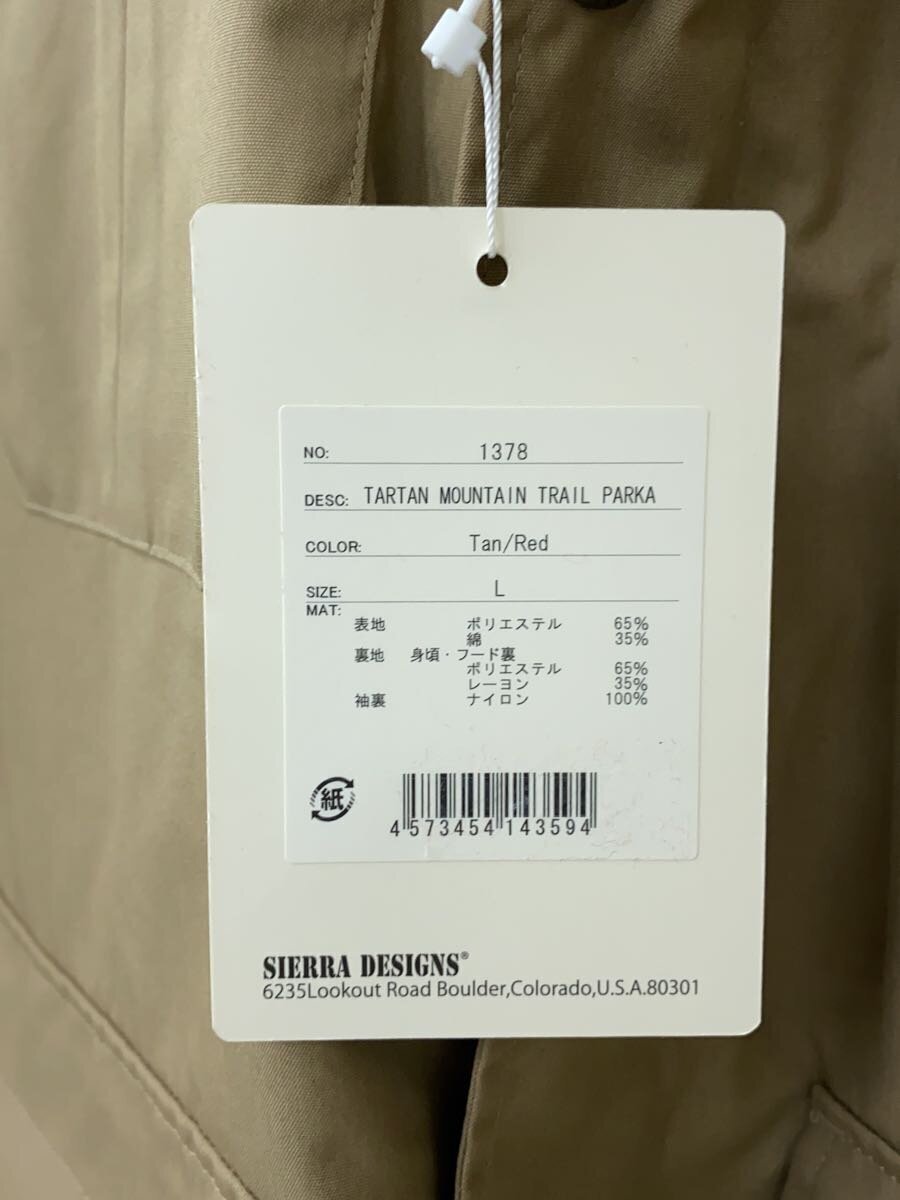 NO: 1378
DESC: TARTAN MOUNTAIN TRAIL PARKA
COLOR: Tan/Red
SIZE: L
MAT:
表地 ポリエステル 65%
綿 35%
裏地 身頃・フード裏
ポリエステル 65%
レーヨン 35%
袖裏 ナイロン 100%
紙
4 573454 143594
SIERRA DESIGNS®
6235Lookout Road Boulder,Colorado,U.S.A.80301